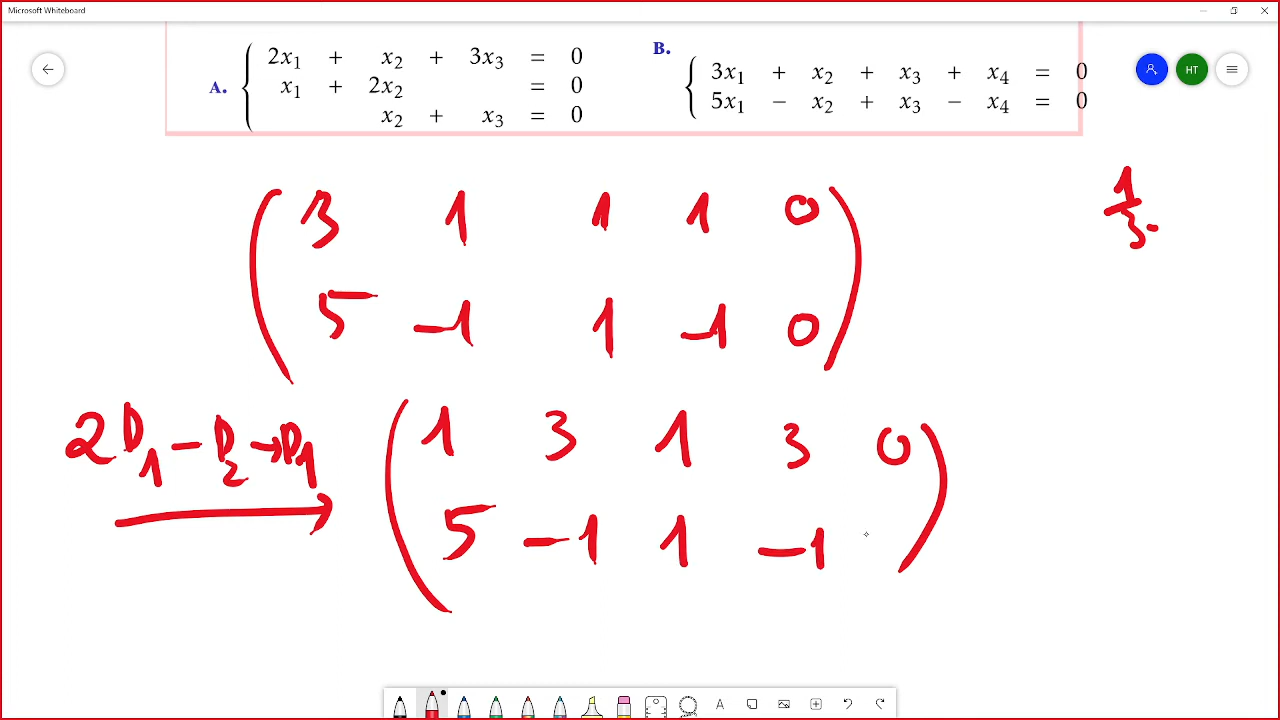 Microsoft Whiteboard
A. 2x₁ + x₂ + 3x₃ = 0
x₁ + 2x₂ = 0
x₂ + x₃ = 0
B. 3x₁ + x₂ + x₃ + x₄ = 0
5x₁ − x₂ + x₃ − x₄ = 0
HT
3 1 1 1 0
5 −1 1 −1 0
1/3
2D₁ − D₂ → D₁
1 3 1 3 0
5 −1 1 −1
A